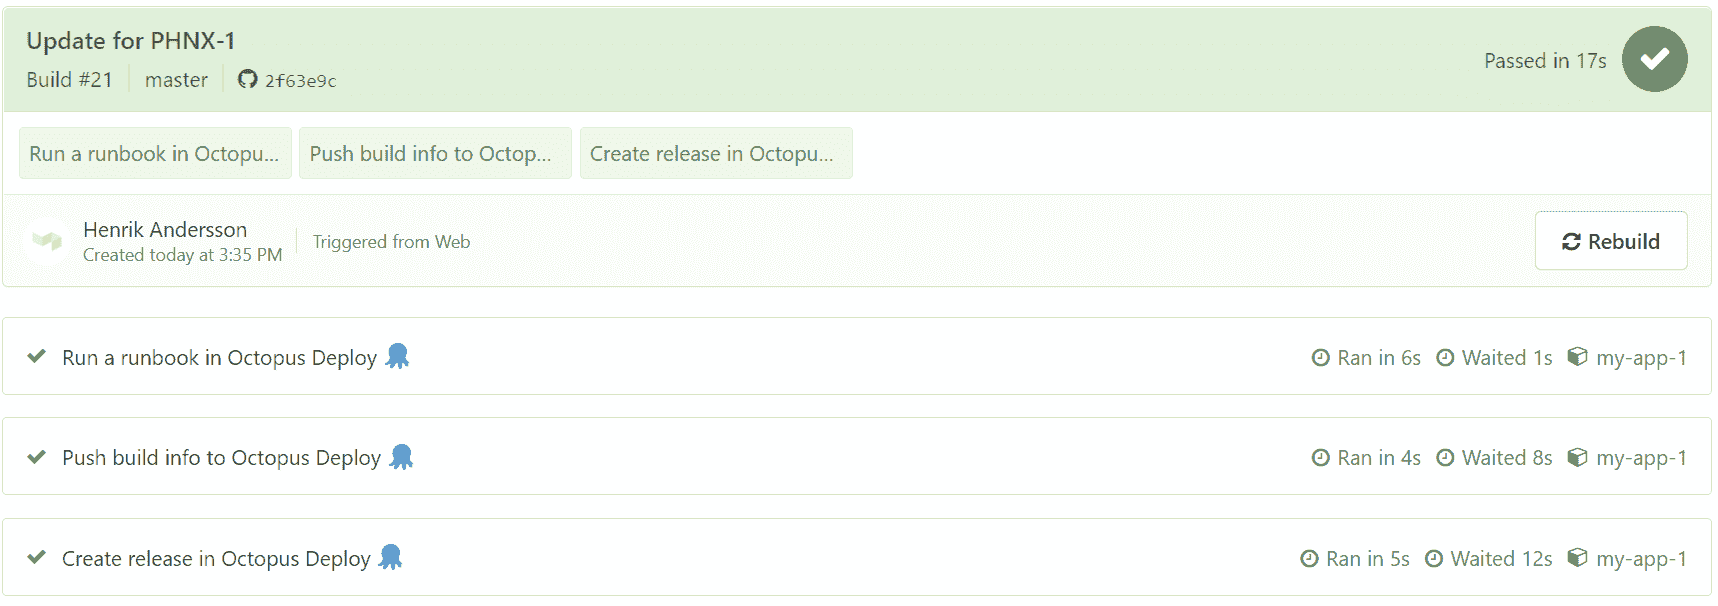 Update for PHNX-1
Build #21 master 2f63e9c
Passed in 17s
Run a runbook in Octopu... Push build info to Octop... Create release in Octopu...
Henrik Andersson
Created today at 3:35 PM
Triggered from Web
Rebuild
Run a runbook in Octopus Deploy Ran in 6s Waited 1s my-app-1
Push build info to Octopus Deploy Ran in 4s Waited 8s my-app-1
Create release in Octopus Deploy Ran in 5s Waited 12s my-app-1